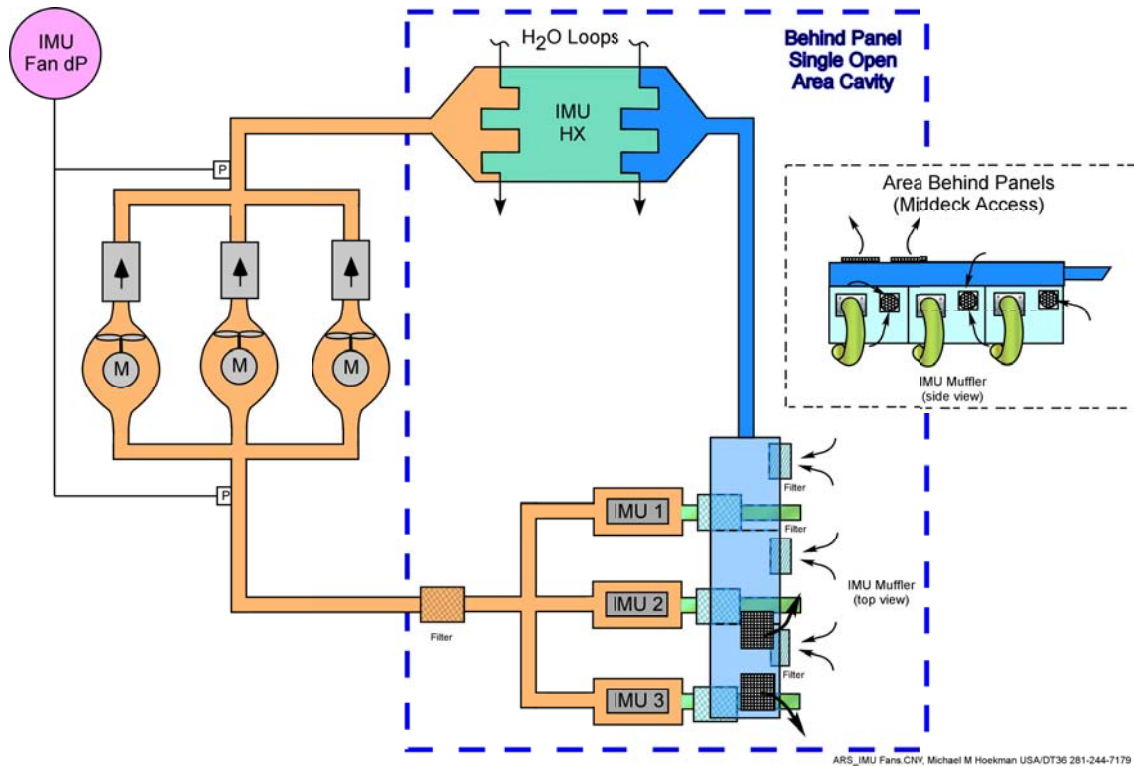 IMU
Fan dP
H2O Loops
Behind Panel
Single Open
Area Cavity
IMU
HX
P
Area Behind Panels
(Middeck Access)
M
M
M
IMU Muffler
(side view)
P
Filter
IMU 1
Filter
IMU 2
IMU Muffler
(top view)
Filter
Filter
IMU 3
ARS_IMU Fans.CNY, Michael M Hoekman USA/DT36 281-244-7179